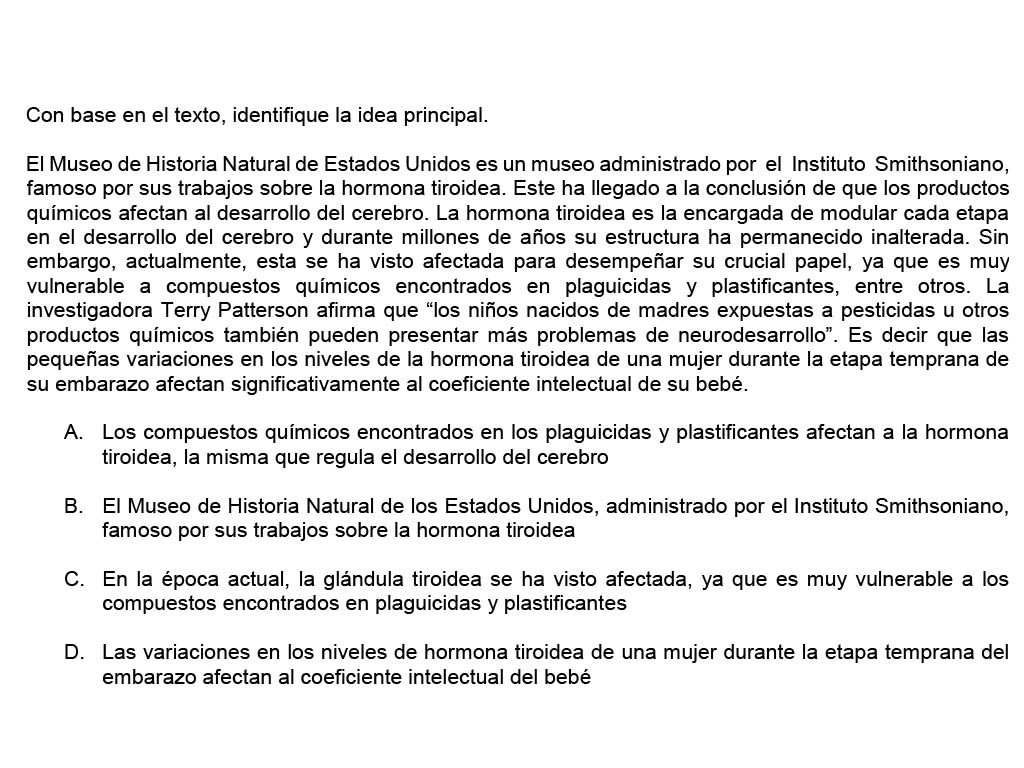 Con base en el texto, identifique la idea principal.
El Museo de Historia Natural de Estados Unidos es un museo administrado por el Instituto Smithsoniano,
famoso por sus trabajos sobre la hormona tiroidea. Este ha llegado a la conclusión de que los productos
químicos afectan al desarrollo del cerebro. La hormona tiroidea es la encargada de modular cada etapa
en el desarrollo del cerebro y durante millones de años su estructura ha permanecido inalterada. Sin
embargo, actualmente, esta se ha visto afectada para desempeñar su crucial papel, ya que es muy
vulnerable a compuestos químicos encontrados en plaguicidas y plastificantes, entre otros. La
investigadora Terry Patterson afirma que “los niños nacidos de madres expuestas a pesticidas u otros
productos químicos también pueden presentar más problemas de neurodesarrollo”. Es decir que las
pequeñas variaciones en los niveles de la hormona tiroidea de una mujer durante la etapa temprana de
su embarazo afectan significativamente al coeficiente intelectual de su bebé.
A. Los compuestos químicos encontrados en los plaguicidas y plastificantes afectan a la hormona
tiroidea, la misma que regula el desarrollo del cerebro
B. El Museo de Historia Natural de los Estados Unidos, administrado por el Instituto Smithsoniano,
famoso por sus trabajos sobre la hormona tiroidea
C. En la época actual, la glándula tiroidea se ha visto afectada, ya que es muy vulnerable a los
compuestos encontrados en plaguicidas y plastificantes
D. Las variaciones en los niveles de hormona tiroidea de una mujer durante la etapa temprana del
embarazo afectan al coeficiente intelectual del bebé